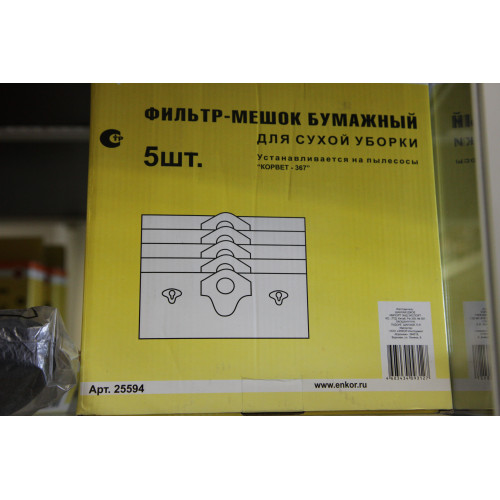 ФИЛЬТР-МЕШОК БУМАЖНЫЙ
ДЛЯ СУХОЙ УБОРКИ
5шт.
Устанавливается на пылесосы
"КОРВЕТ - 367"
Арт. 25594
www.enkor.ru